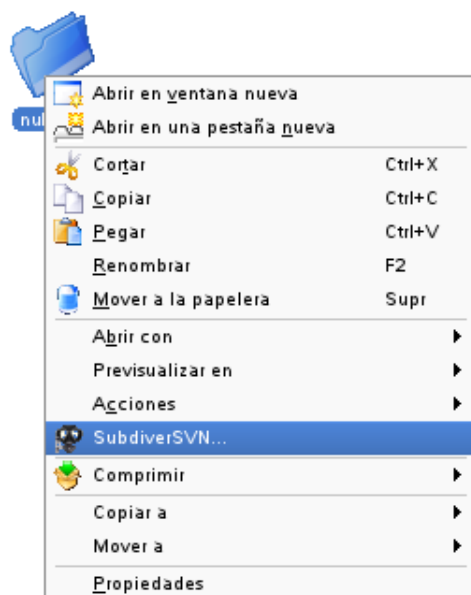 Abrir en ventana nueva
nul
Abrir en una pestaña nueva
Cortar Ctrl+X
Copiar Ctrl+C
Pegar Ctrl+V
Renombrar F2
Mover a la papelera Supr
Abrir con
Previsualizar en
Acciones
SubdiverSVN...
Comprimir
Copiar a
Mover a
Propiedades